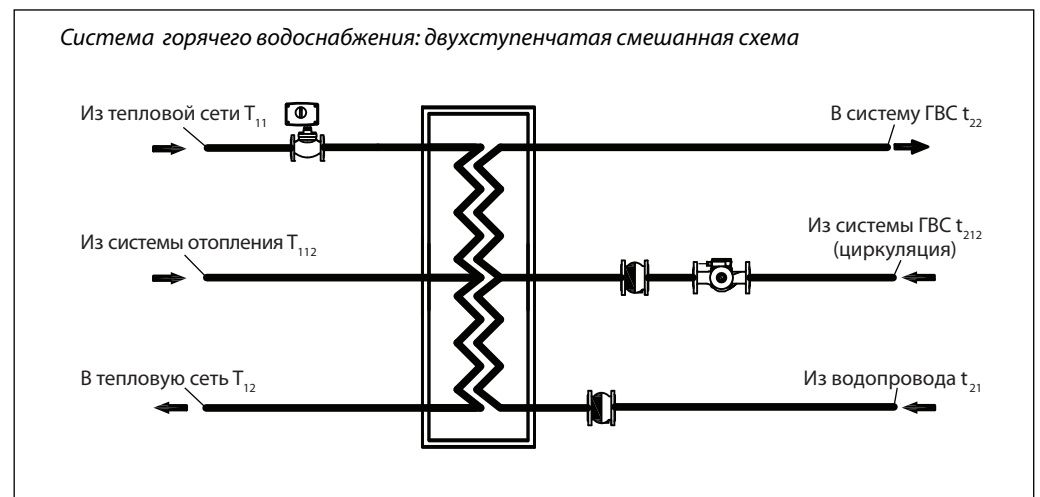 Система горячего водоснабжения: двухступенчатая смешанная схема
Из тепловой сети T₁₁
В систему ГВС t₂₂
Из системы отопления T₁₁₂
Из системы ГВС t₂₁₂
(циркуляция)
В тепловую сеть T₁₂
Из водопровода t₂₁